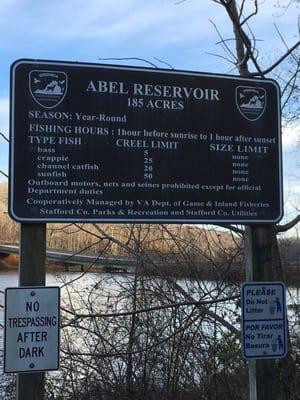 ABEL RESERVOIR
185 ACRES
SEASON: Year-Round
FISHING HOURS : 1hour before sunrise to 1 hour after sunset
TYPE FISH CREEL LIMIT SIZE LIMIT
bass 5 none
crappie 25 none
channel catfish 20 none
sunfish 50 none
Outboard motors, nets and seines prohibited except for official
Department duties
Cooperatively Managed by VA Dept. of Game & Inland Fisheries
Stafford Co. Parks & Recreation and Stafford Co. Utilities
NO
TRESPASSING
AFTER
DARK
PLEASE
Do Not
Litter
POR FAVOR
No Tirar
Basura